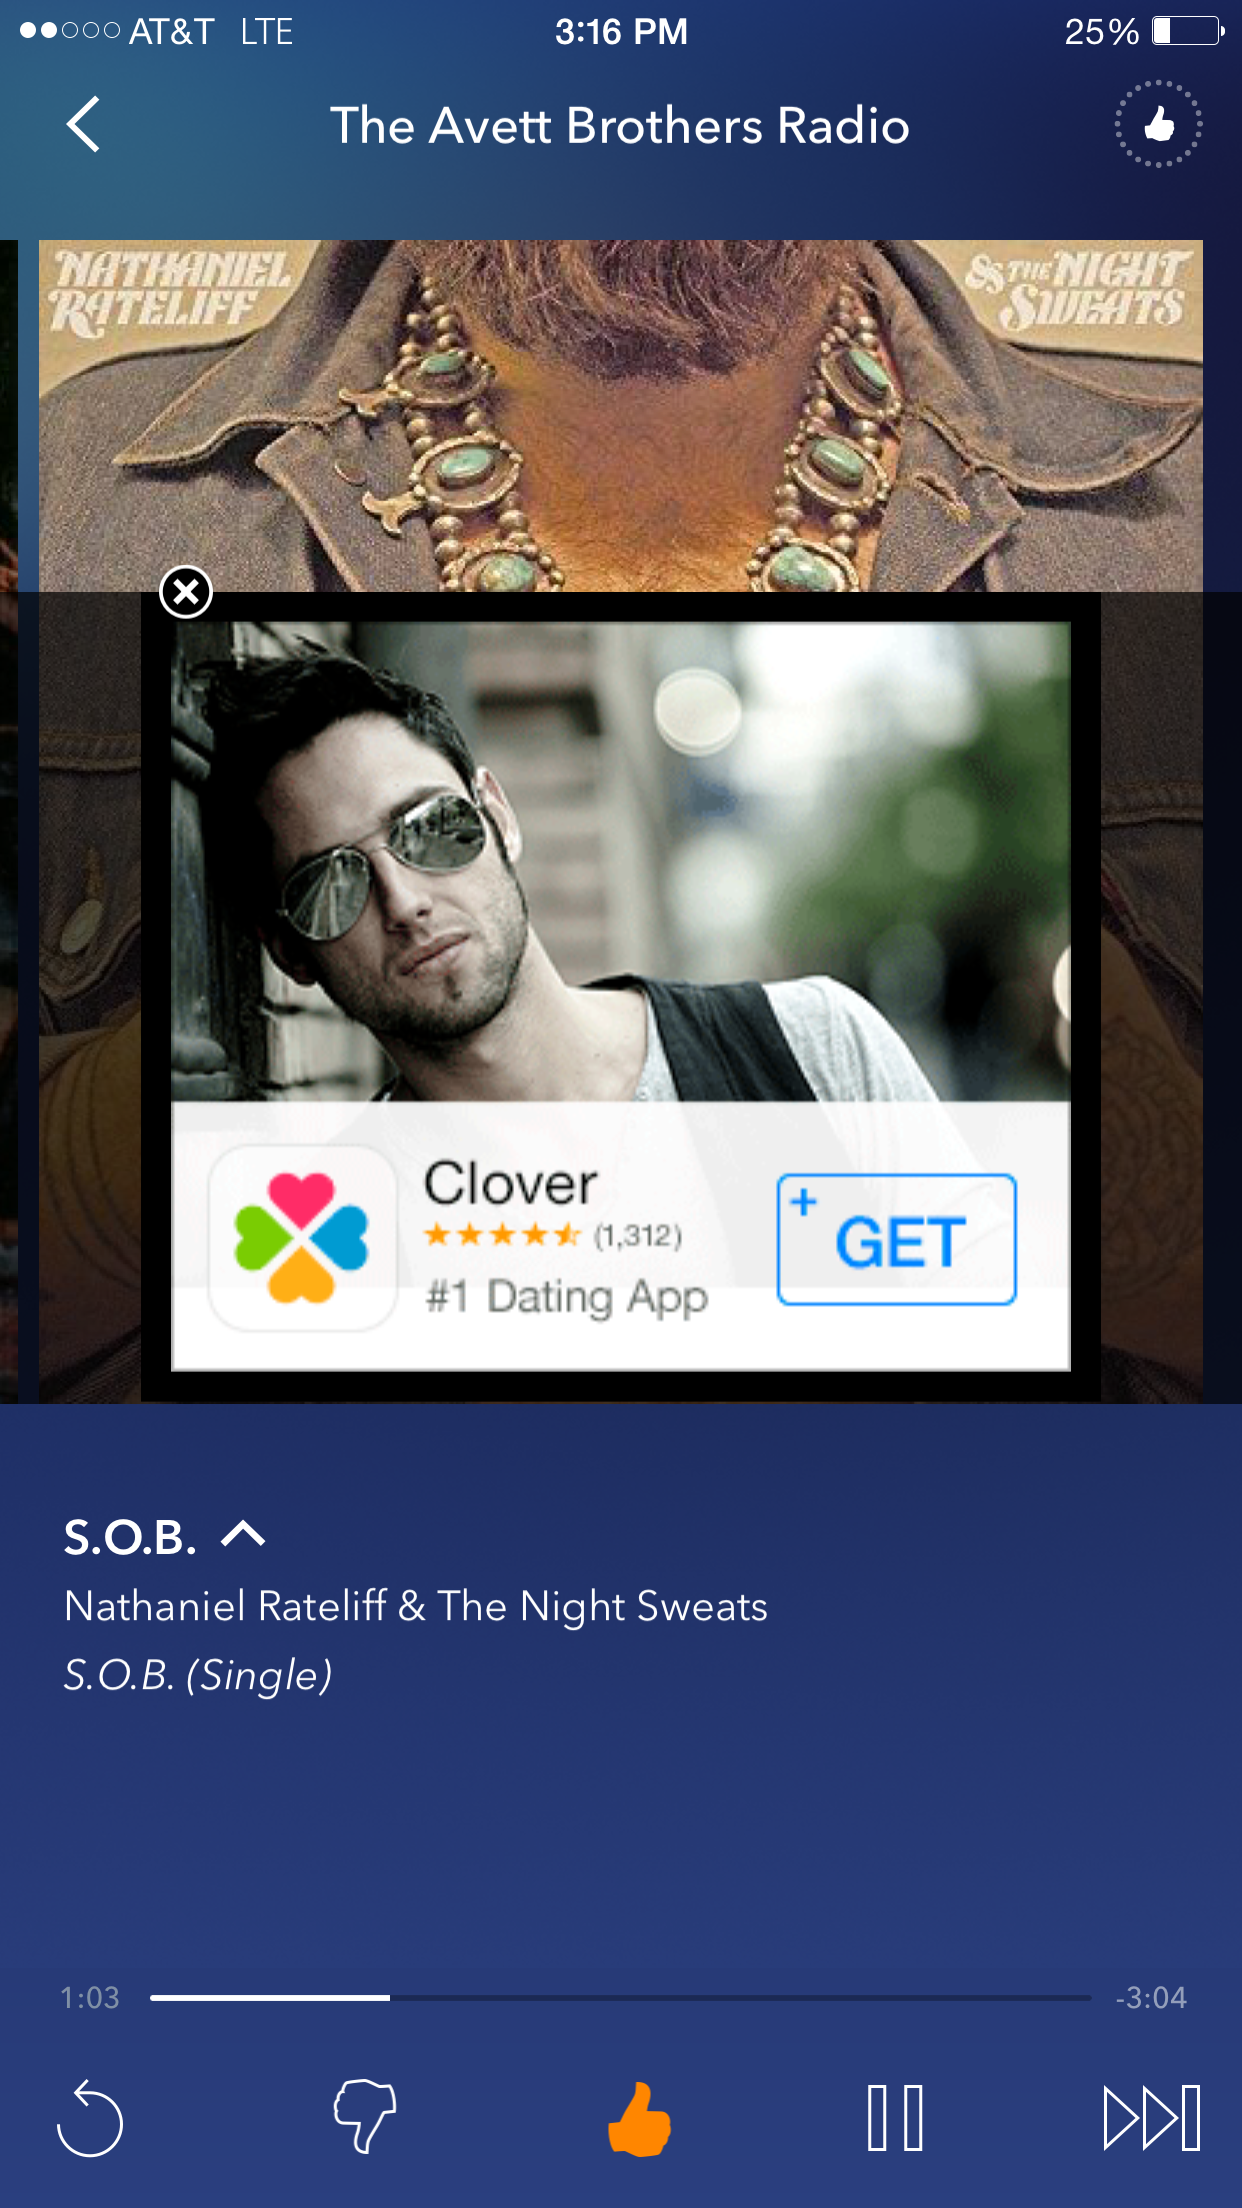 AT&T LTE 3:16 PM 25%
The Avett Brothers Radio
NATHANIEL RATELIFF
& THE NIGHT SWEATS
Clover
(1,312)
#1 Dating App
+ GET
S.O.B.
Nathaniel Rateliff & The Night Sweats
S.O.B. (Single)
1:03 -3:04